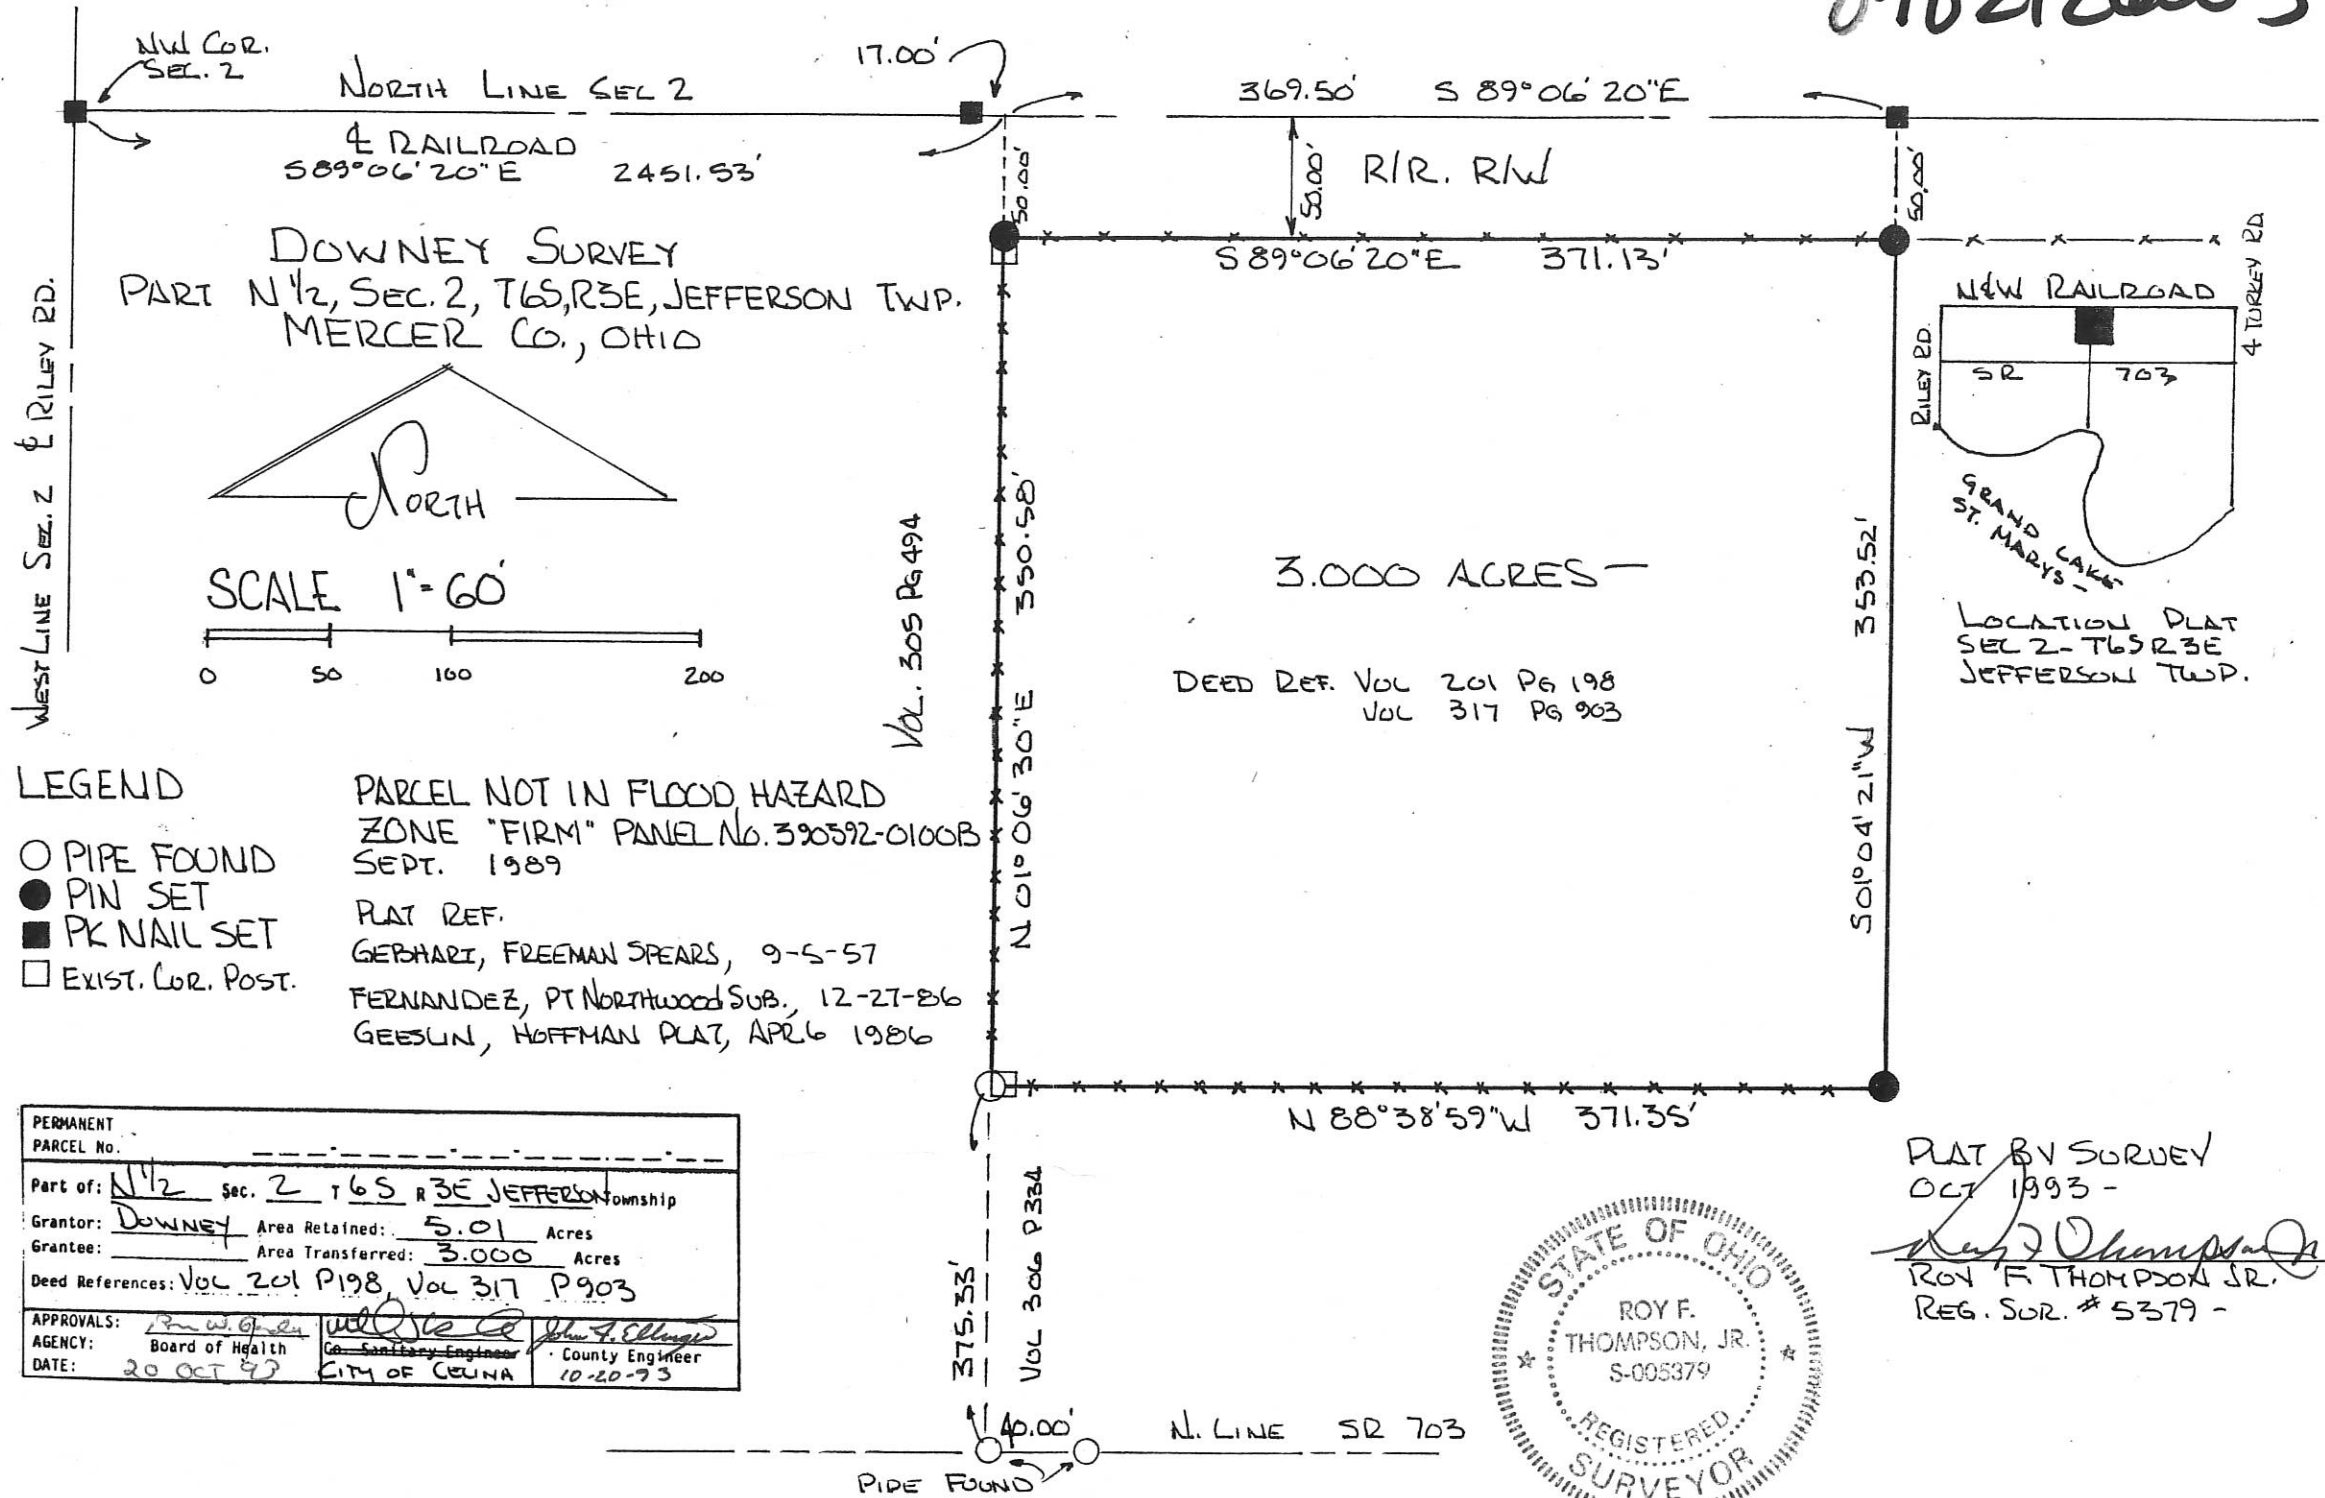 NW COR.
SEC. 2
NORTH LINE SEC 2
17.00'
369.50' S 89°06'20"E
℄ RAILROAD
S89°06'20"E 2451.53'
50.00'
50.00'
R/R. R/W
50.00'
S89°06'20"E 371.13'
DOWNEY SURVEY
PART N 1/2, SEC. 2, T6S, R3E, JEFFERSON TWP.
MERCER CO., OHIO
NORTH
SCALE 1"=60'
0 50 100 200
WEST LINE SEC. 2 ℄ RILEY RD.
VOL. 305 PG 494
N 01°06'30"E 350.58'
3.000 ACRES-
DEED REF. VOL 201 PG 198
VOL 317 PG 903
S01°04'21"W 353.52'
N&W RAILROAD
RILEY RD.
℄ TURKEY RD.
SR 703
GRAND LAKE
ST. MARYS-
LOCATION PLAT
SEC 2-T6S R3E
JEFFERSON TWP.
LEGEND
PIPE FOUND
PIN SET
PK NAIL SET
EXIST. COR. POST.
PARCEL NOT IN FLOOD HAZARD
ZONE "FIRM" PANEL No. 390392-0100B
SEPT. 1989
PLAT REF.
GEBHART, FREEMAN SPEARS, 9-5-57
FERNANDEZ, PT NORTHWOOD SUB., 12-27-86
GEESLIN, HOFFMAN PLAT, APR 6 1986
N 88°38'59"W 371.35'
PERMANENT
PARCEL No.
Part of: N 1/2 Sec. 2 T 6S R 3E JEFFERSON Township
Grantor: DOWNEY Area Retained: 5.01 Acres
Grantee: Area Transferred: 3.000 Acres
Deed References: VOL 201 P198, VOL 317 P903
APPROVALS:
AGENCY: Board of Health Co. Sanitary Engineer County Engineer
DATE: 20 OCT 93 CITY OF CELINA 10-20-93
375.33'
VOL 306 P334
40.00' N. LINE SR 703
PIPE FOUND
STATE OF OHIO
ROY F.
THOMPSON, JR.
S-005379
REGISTERED
SURVEYOR
PLAT BY SURVEY
OCT 1993-
Roy F Thompson Jr
ROY F. THOMPSON JR.
REG. SUR. #5379-